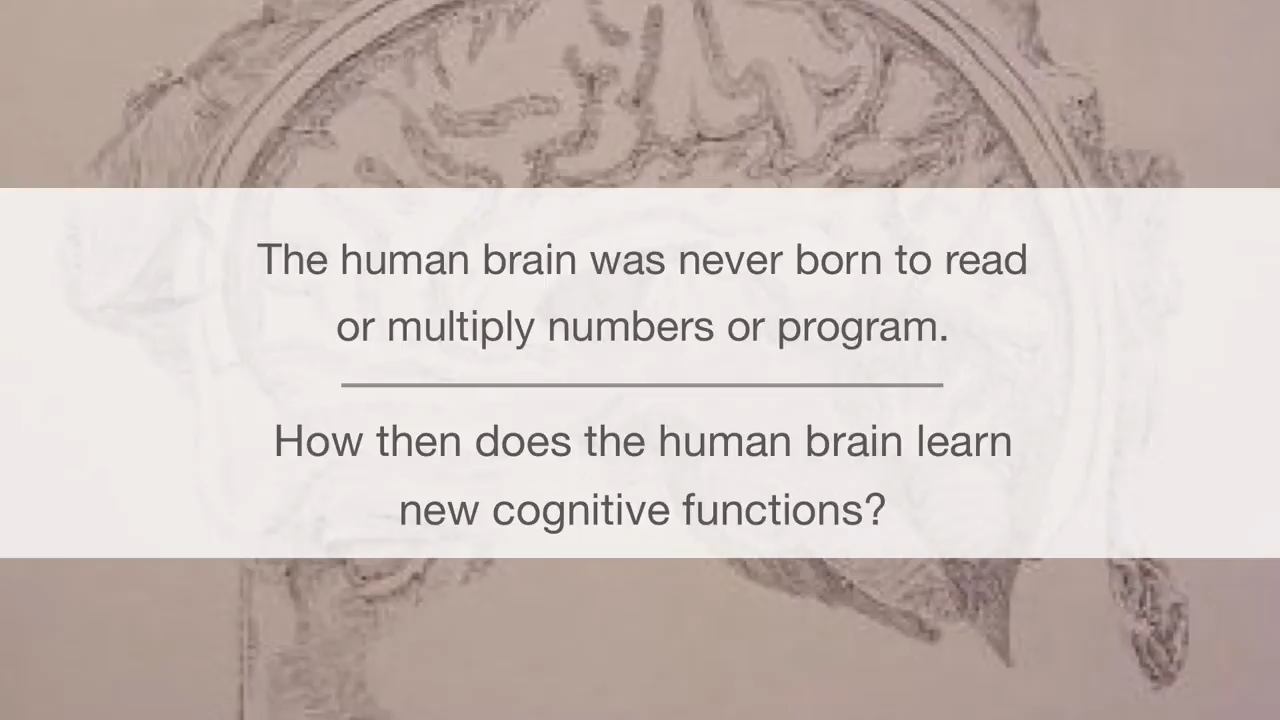 The human brain was never born to read
or multiply numbers or program.
How then does the human brain learn
new cognitive functions?